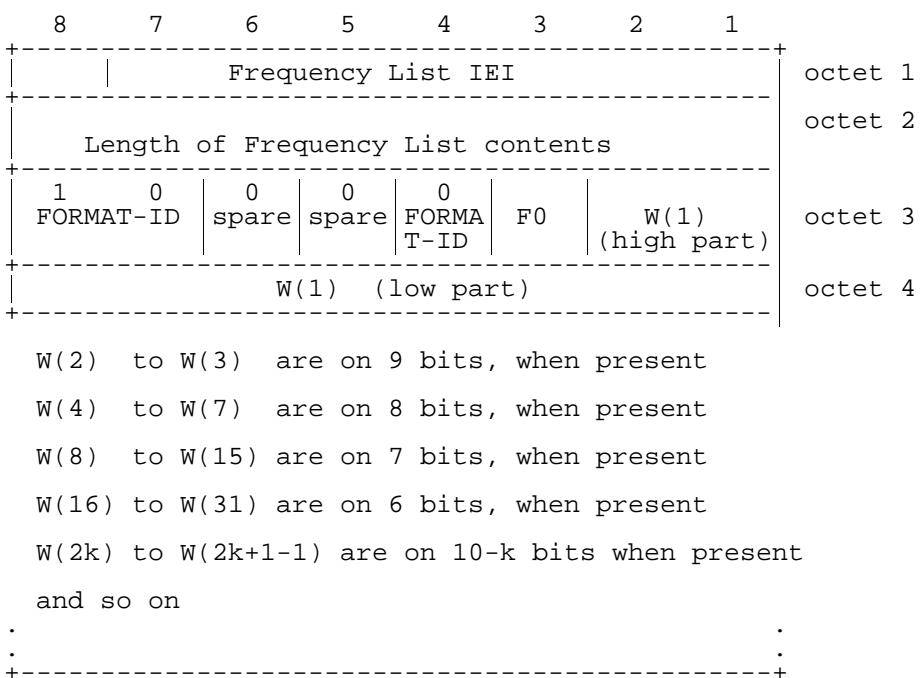 8 7 6 5 4 3 2 1
Frequency List IEI octet 1
octet 2
Length of Frequency List contents
1 0 0 0 0
FORMAT-ID spare spare FORMA F0 W(1) octet 3
T-ID (high part)
W(1) (low part) octet 4
W(2) to W(3) are on 9 bits, when present
W(4) to W(7) are on 8 bits, when present
W(8) to W(15) are on 7 bits, when present
W(16) to W(31) are on 6 bits, when present
W(2k) to W(2k+1-1) are on 10-k bits when present
and so on
. .
. .